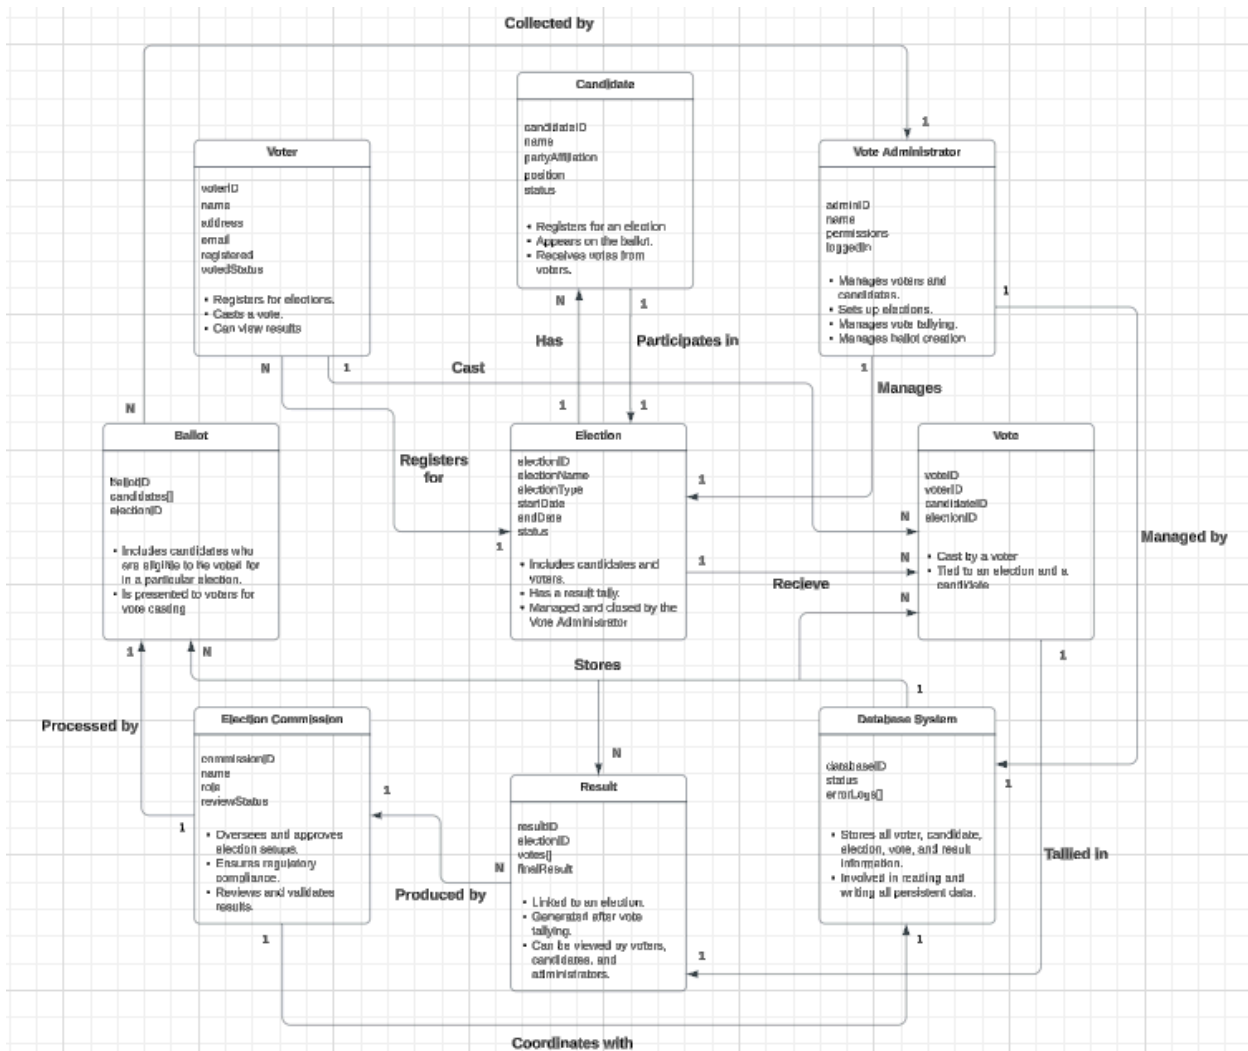 Collected by
Candidate
candidateID
name
partyAffiliation
position
status
• Registers for an election
• Appears on the ballot.
• Receives votes from
voters.
1
Vote Administrator
adminID
name
permissions
loggedIn
• Manages voters and
candidates.
• Sets up elections.
• Manages vote tallying.
• Manages ballot creation
Voter
voterID
name
address
email
registered
votedStatus
• Registers for elections.
• Casts a vote.
• Can view results
1
N
1
Has
Participates in
N
1
Cast
1
Manages
N
1
1
Ballot
BallotID
candidates[]
electionID
• Includes candidates who
are eligible to be voted for
in a particular election.
• Is presented to voters for
vote casting
Registers
for
Election
electionID
electionName
electionType
startDate
endDate
status
• Includes candidates and
voters.
• Has a result tally.
• Managed and closed by the
Vote Administrator
1
1
1
Recieve
N
N
N
Vote
voteID
voterID
candidateID
electionID
• Cast by a voter
• Tied to an election and a
candidate
Managed by
1
N
Stores
1
1
Processed by
Election Commission
commissionID
name
role
reviewStatus
• Oversees and approves
election setups.
• Ensures regulatory
compliance.
• Reviews and validates
results.
1
1
N
Produced by
N
Result
resultID
electionID
votes[]
finalResult
• Linked to an election.
• Generated after vote
tallying.
• Can be viewed by voters,
candidates, and
administrators.
Database System
databaseID
status
errorLogs[]
• Stores all voter, candidate,
election, vote, and result
information.
• Involved in reading and
writing all persistent data.
1
Tallied in
1
1
1
Coordinates with